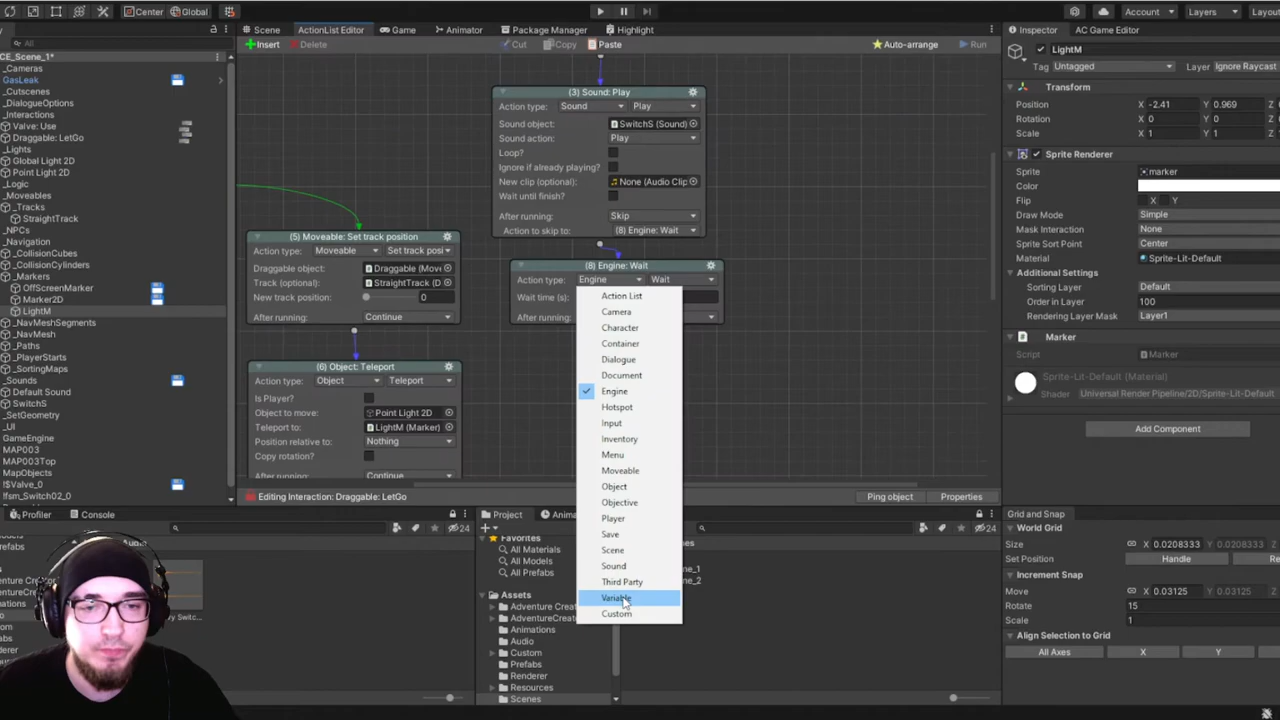 Center Global
Account
Layers
Layou
Scene ActionList Editor Game Animator Package Manager Highlight
Insert Delete
Cut Copy Paste
Auto-arrange Run
All
CE_Scene_1*
_Cameras
GasLeak
_Cutscenes
_DialogueOptions
_Interactions
Valve: Use
Draggable: LetGo
_Lights
Global Light 2D
Point Light 2D
_Logic
_Moveables
_Tracks
StraightTrack
_NPCs
_Navigation
_CollisionCubes
_CollisionCylinders
_Markers
OffScreenMarker
Marker2D
LightM
_NavMeshSegments
_Paths
_PlayerStarts
_SortingMaps
_Sounds
Default Sound
SwitchS
_SetGeometry
_UI
GameEngine
MAP003
MAP003Top
MapObjects
!$Valve_0
!fsm_Switch02_0
(3) Sound: Play
Action type: Sound Play
Sound object: SwitchS (Sound)
Sound action: Play
Loop?
Ignore if already playing?
New clip (optional): None (Audio Clip
Wait until finish?
After running: Skip
Action to skip to: (8) Engine: Wait
(5) Moveable: Set track position
Action type: Moveable Set track posi
Draggable object: Draggable (Mov
Track (optional): StraightTrack (D
New track position: 0
After running: Continue
(6) Object: Teleport
Action type: Object Teleport
Is Player?
Object to move: Point Light 2D
Teleport to: LightM (Marker)
Position relative to: Nothing
Copy rotation?
After running: Continue
(8) Engine: Wait
Action type: Engine Wait
Wait time (s)
After running:
Action List
Camera
Character
Container
Dialogue
Document
Engine
Hotspot
Input
Inventory
Menu
Moveable
Object
Objective
Player
Save
Scene
Sound
Third Party
Variable
Custom
Editing Interaction: Draggable: LetGo
Ping object Properties
Profiler Console
Project
24
24
Favorites
All Materials
All Models
All Prefabs
Assets
Adventure Creat
AdventureCreat
Animations
Audio
Custom
Prefabs
Renderer
Resources
Scenes
Inspector AC Game Editor
LightM
Tag Untagged Layer Ignore Raycast
Transform
Position X -2.41 Y 0.969 Z
Rotation X 0 Y 0 Z
Scale X 1 Y 1 Z
Sprite Renderer
Sprite marker
Color
Flip X Y
Draw Mode Simple
Mask Interaction None
Sprite Sort Point Center
Material Sprite-Lit-Default
Additional Settings
Sorting Layer Default
Order in Layer 100
Rendering Layer Mask Layer1
Marker
Script Marker
Sprite-Lit-Default (Material)
Shader Universal Render Pipeline/2D/Sprite-Lit-Default
Add Component
Grid and Snap
World Grid
Size X 0.0208333 Y 0.0208333 Z
Set Position Handle Re
Increment Snap
Move X 0.03125 Y 0.03125 Z
Rotate 15
Scale 1
Align Selection to Grid
All Axes X Y